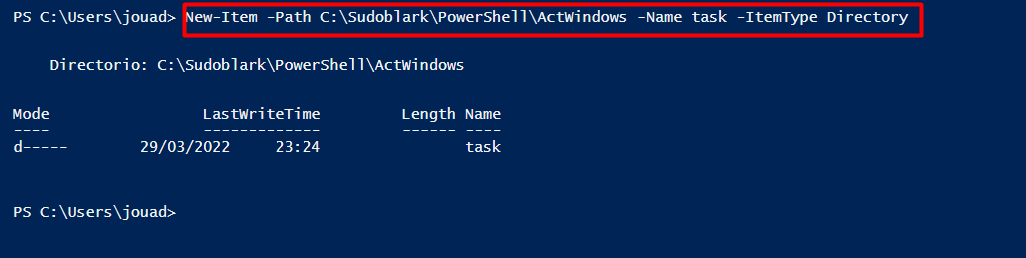 PS C:\Users\jouad> New-Item -Path C:\Sudoblark\PowerShell\ActWindows -Name task -ItemType Directory
Directorio: C:\Sudoblark\PowerShell\ActWindows
Mode LastWriteTime Length Name
---- ------------- ------ ----
d----- 29/03/2022 23:24 task
PS C:\Users\jouad>